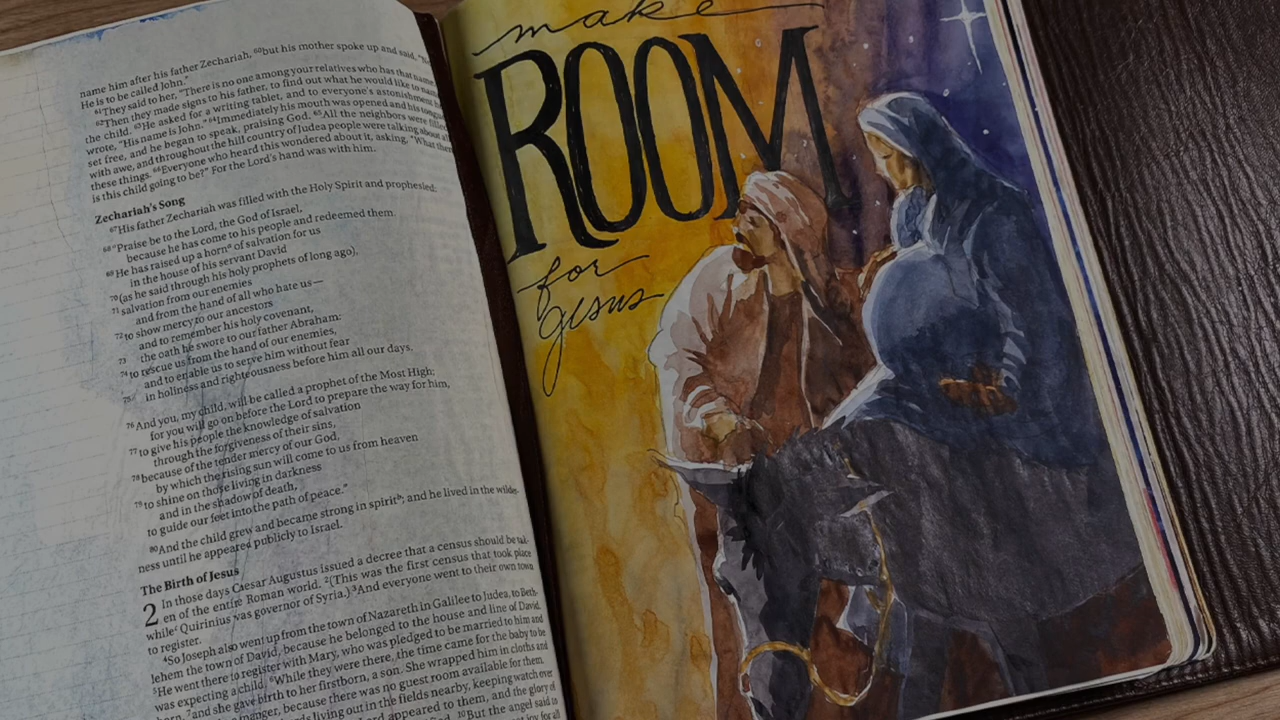 name him after his father Zechariah, ⁶⁰but his mother spoke up and said,
He is to be called John."
⁶¹They said to her, "There is no one among your relatives who has that name
⁶²Then they made signs to his father, to find out what he would like to name
the child. ⁶³He asked for a writing tablet, and to everyone's astonishment he
wrote, "His name is John." ⁶⁴Immediately his mouth was opened and his tongue
set free, and he began to speak, praising God. ⁶⁵All the neighbors were filled
with awe, and throughout the hill country of Judea people were talking about all
these things. ⁶⁶Everyone who heard this wondered about it, asking, "What then
is this child going to be?" For the Lord's hand was with him.
Zechariah's Song
⁶⁷His father Zechariah was filled with the Holy Spirit and prophesied:
⁶⁸"Praise be to the Lord, the God of Israel,
because he has come to his people and redeemed them.
⁶⁹He has raised up a horn of salvation for us
in the house of his servant David
⁷⁰(as he said through his holy prophets of long ago),
⁷¹salvation from our enemies
and from the hand of all who hate us—
⁷²to show mercy to our ancestors
and to remember his holy covenant,
⁷³the oath he swore to our father Abraham:
⁷⁴to rescue us from the hand of our enemies,
and to enable us to serve him without fear
⁷⁵in holiness and righteousness before him all our days.
⁷⁶And you, my child, will be called a prophet of the Most High;
for you will go on before the Lord to prepare the way for him,
⁷⁷to give his people the knowledge of salvation
through the forgiveness of their sins,
⁷⁸because of the tender mercy of our God,
by which the rising sun will come to us from heaven
⁷⁹to shine on those living in darkness
and in the shadow of death,
to guide our feet into the path of peace."
⁸⁰And the child grew and became strong in spirit; and he lived in the wilder-
ness until he appeared publicly to Israel.
The Birth of Jesus
2 In those days Caesar Augustus issued a decree that a census should be tak-
en of the entire Roman world. ²(This was the first census that took place
while Quirinius was governor of Syria.) ³And everyone went to their own town
to register.
⁴So Joseph also went up from the town of Nazareth in Galilee to Judea, to Beth-
lehem the town of David, because he belonged to the house and line of David.
⁵He went there to register with Mary, who was pledged to be married to him and
was expecting a child. ⁶While they were there, the time came for the baby to be
born, ⁷and she gave birth to her firstborn, a son. She wrapped him in cloths and
manger, because there was no guest room available for them.
living out in the fields nearby, keeping watch over
appeared to them, and the glory of
¹⁰But the angel said to
make
ROOM
for
Jesus